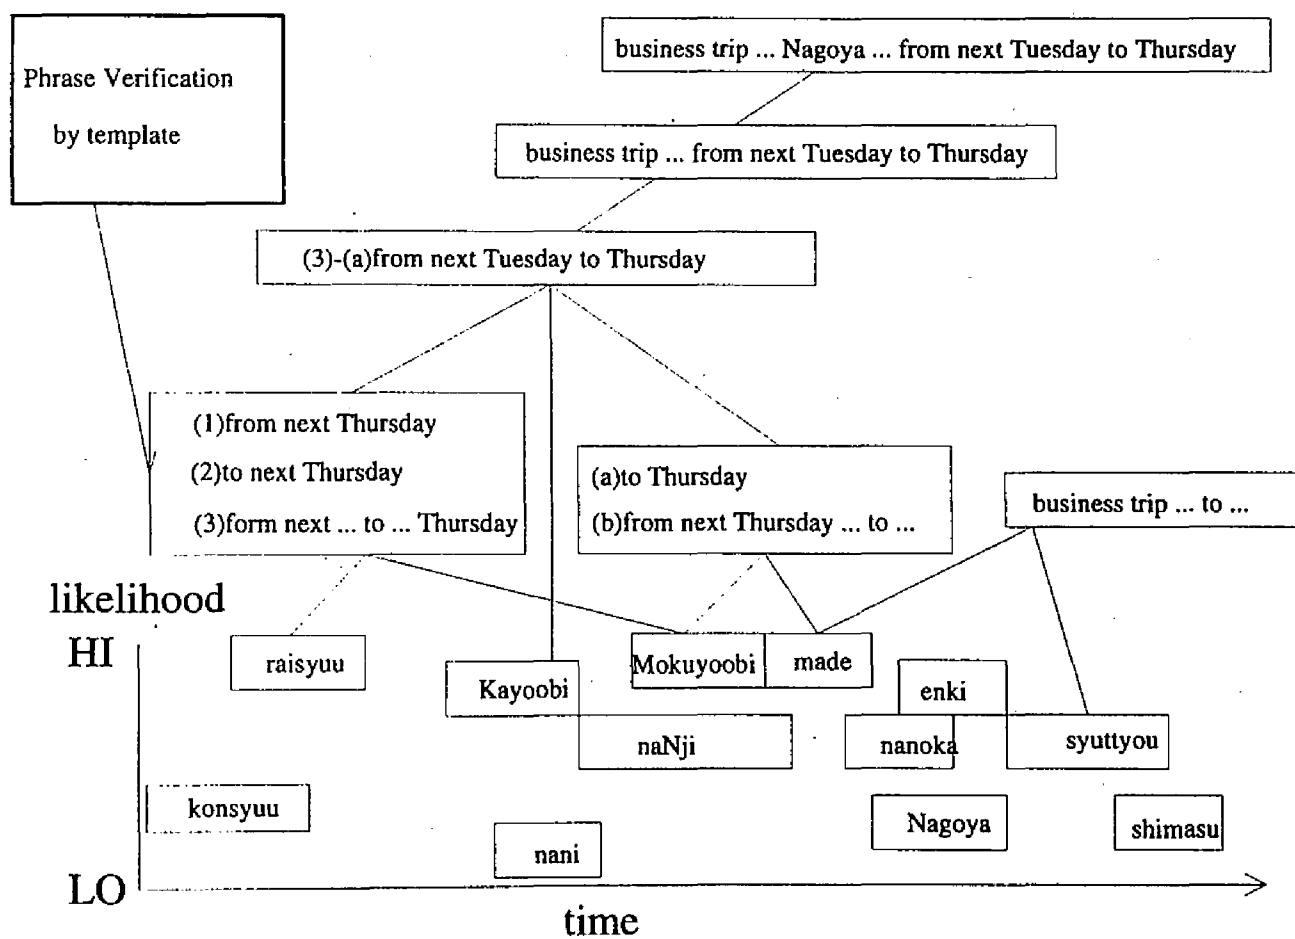 business trip ... Nagoya ... from next Tuesday to Thursday
Phrase Verification
by template
business trip ... from next Tuesday to Thursday
(3)-(a)from next Tuesday to Thursday
(1)from next Thursday
(2)to next Thursday
(3)form next ... to ... Thursday
(a)to Thursday
(b)from next Thursday ... to ...
business trip ... to ...
likelihood
HI
raisyuu
Kayoobi
Mokuyoobi
made
enki
naNji
nanoka
syuttyou
konsyuu
nani
Nagoya
shimasu
LO
time